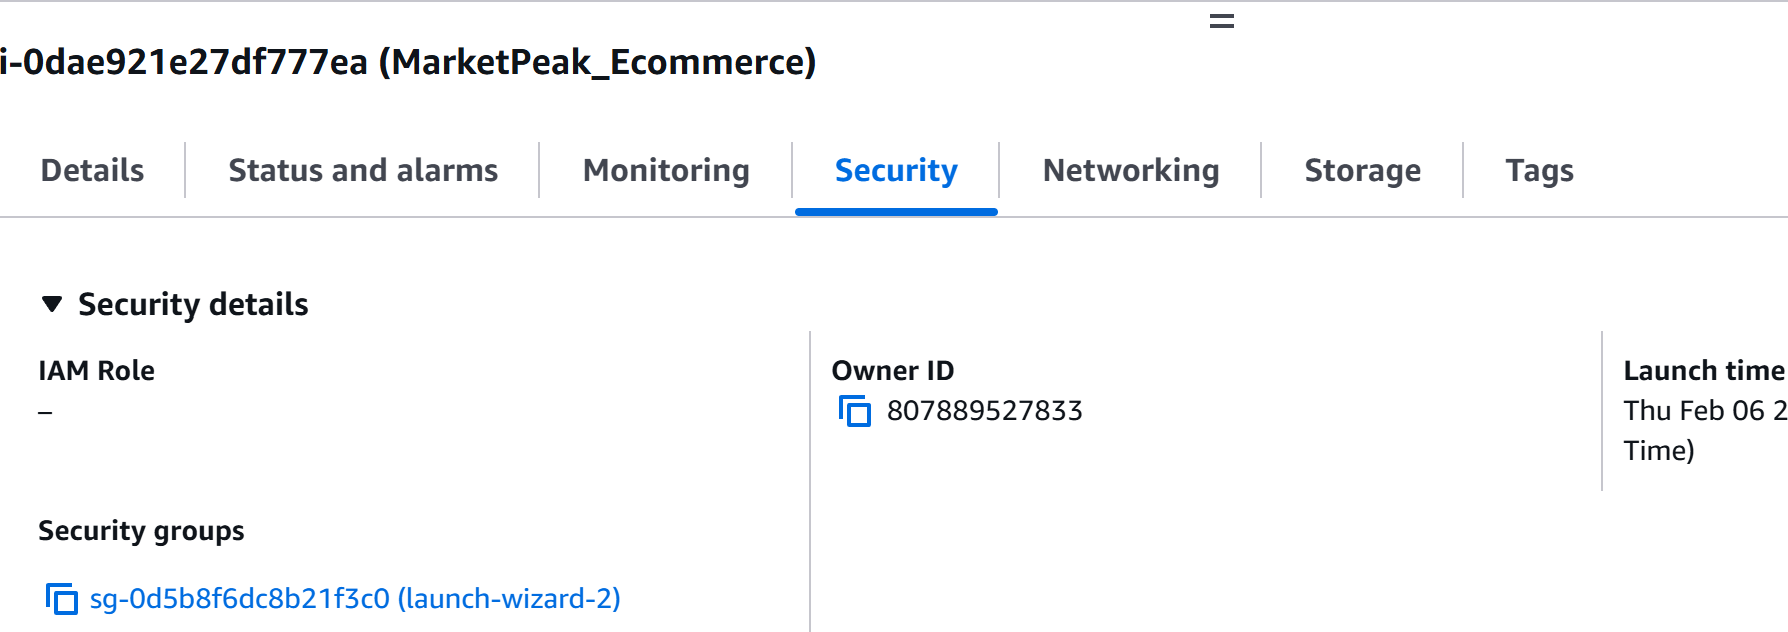 i-0dae921e27df777ea (MarketPeak_Ecommerce)
Details Status and alarms Monitoring Security Networking Storage Tags
Security details
IAM Role
–
Owner ID
807889527833
Launch time
Thu Feb 06 2
Time)
Security groups
sg-0d5b8f6dc8b21f3c0 (launch-wizard-2)